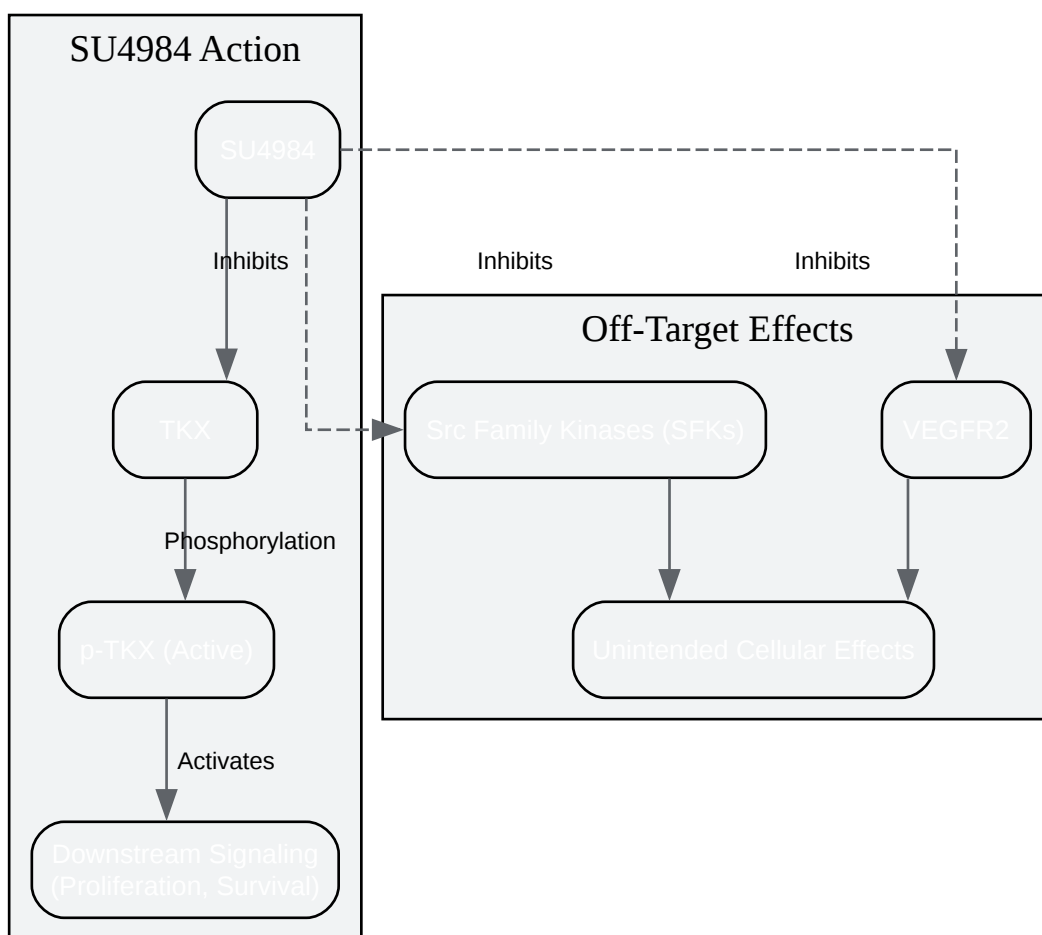 SU4984 Action
SU4984
Inhibits
Inhibits
Inhibits
Off-Target Effects
TKX
Src Family Kinases (SFKs)
VEGFR2
Phosphorylation
p-TKX (Active)
Unintended Cellular Effects
Activates
Downstream Signaling
(Proliferation, Survival)